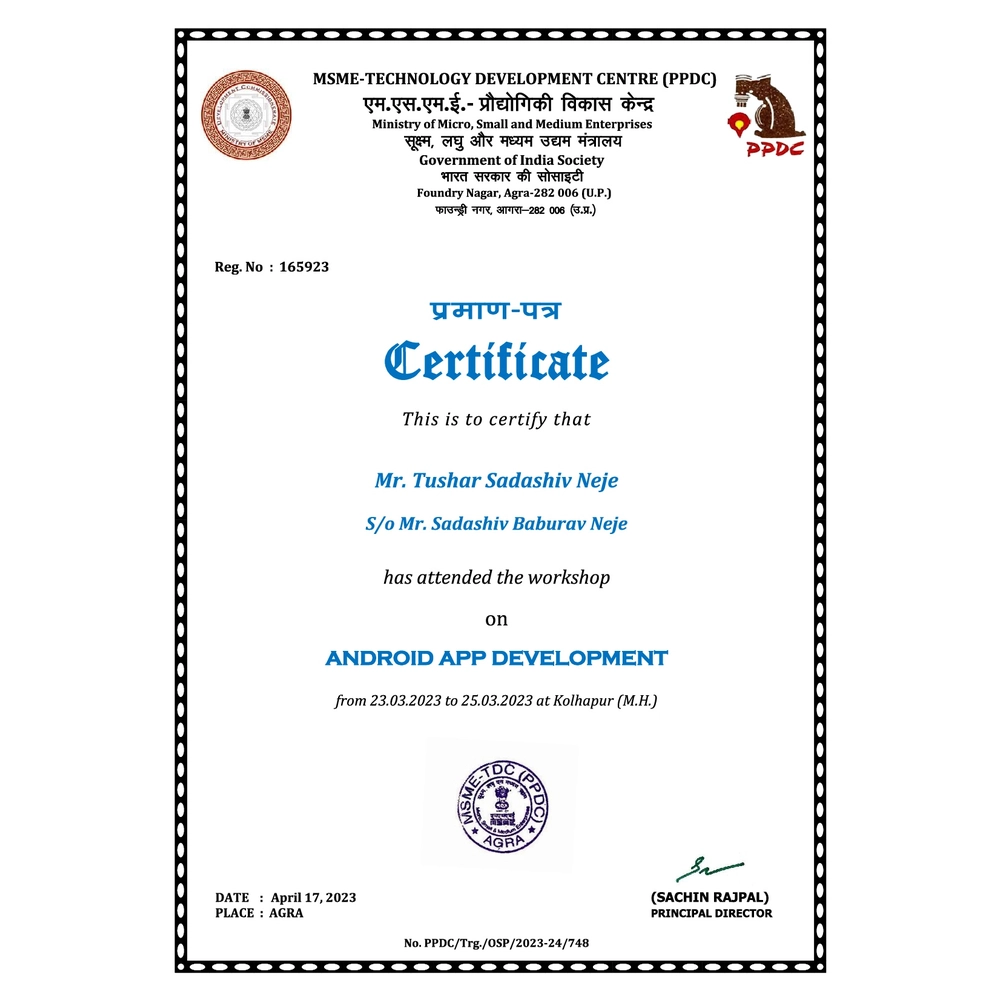 MSME-TECHNOLOGY DEVELOPMENT CENTRE (PPDC)
एम.एस.एम.ई.- प्रौद्योगिकी विकास केन्द्र
Ministry of Micro, Small and Medium Enterprises
सूक्ष्म, लघु और मध्यम उद्यम मंत्रालय
Government of India Society
भारत सरकार की सोसाइटी
Foundry Nagar, Agra-282 006 (U.P.)
फाउन्ड्री नगर, आगरा–282 006 (उ.प्र.)
PPDC
Reg. No : 165923
प्रमाण-पत्र
Certificate
This is to certify that
Mr. Tushar Sadashiv Neje
S/o Mr. Sadashiv Baburav Neje
has attended the workshop
on
ANDROID APP DEVELOPMENT
from 23.03.2023 to 25.03.2023 at Kolhapur (M.H.)
MSME-TDC (PPDC)
AGRA
DATE : April 17, 2023
PLACE : AGRA
(SACHIN RAJPAL)
PRINCIPAL DIRECTOR
No. PPDC/Trg./OSP/2023-24/748